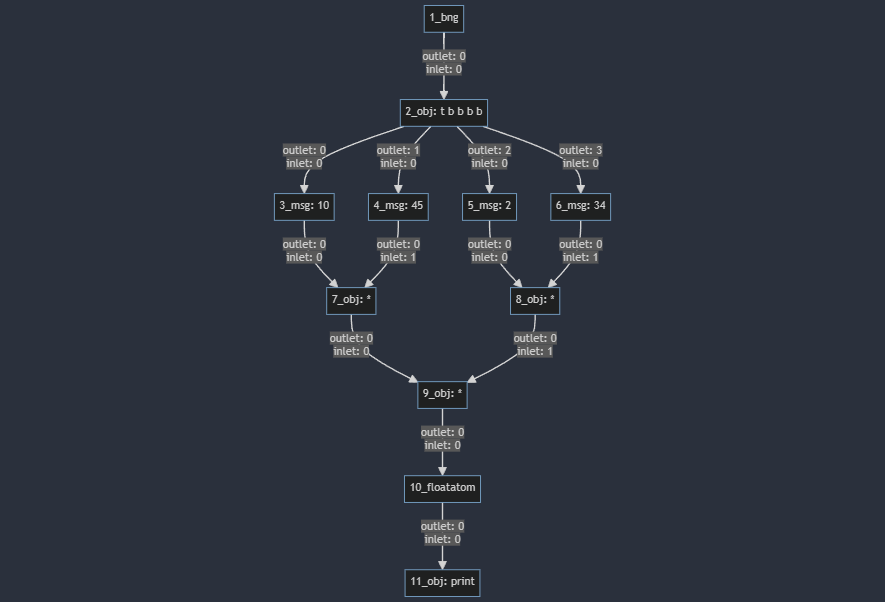 1_bng
outlet: 0
inlet: 0
2_obj: t b b b b
outlet: 0
inlet: 0
outlet: 1
inlet: 0
outlet: 2
inlet: 0
outlet: 3
inlet: 0
3_msg: 10
4_msg: 45
5_msg: 2
6_msg: 34
outlet: 0
inlet: 0
outlet: 0
inlet: 1
outlet: 0
inlet: 0
outlet: 0
inlet: 1
7_obj: *
8_obj: *
outlet: 0
inlet: 0
outlet: 0
inlet: 1
9_obj: *
outlet: 0
inlet: 0
10_floatatom
outlet: 0
inlet: 0
11_obj: print